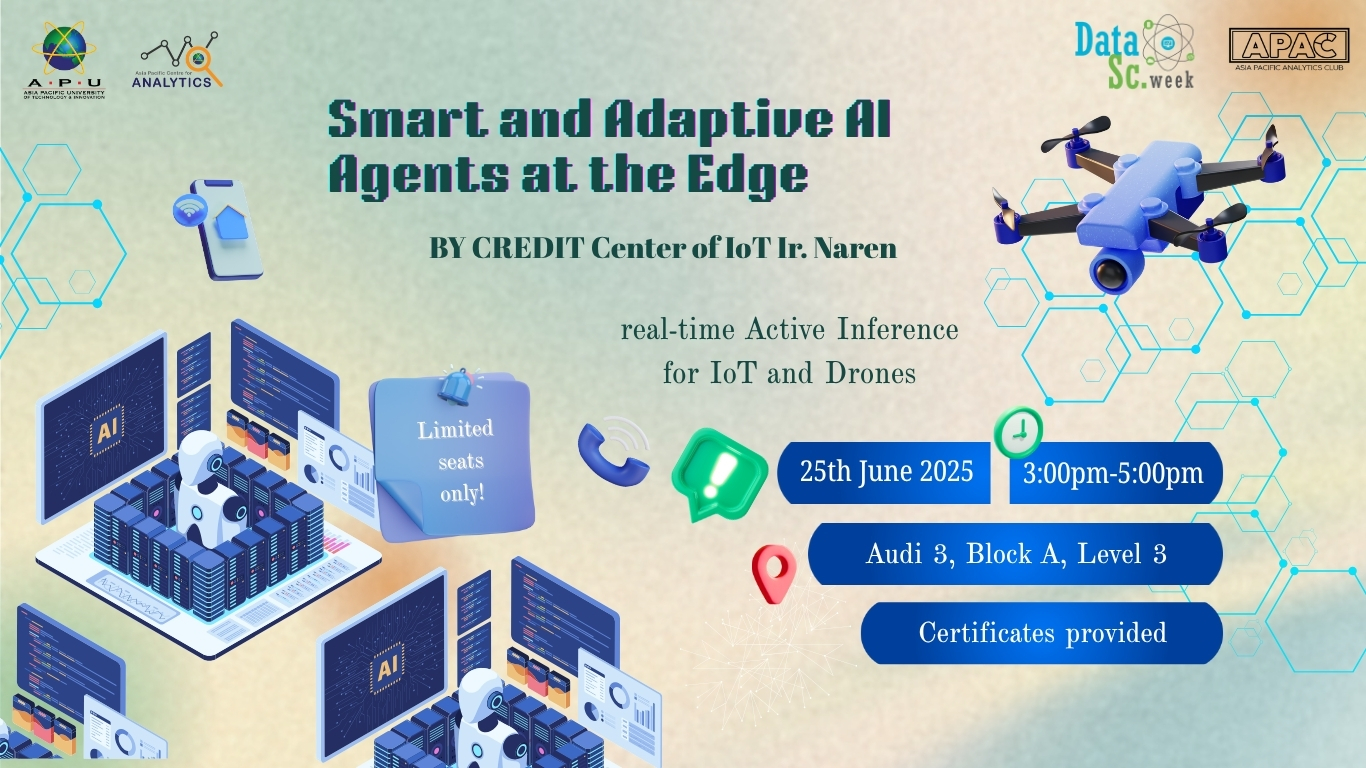 A·P·U
ASIA PACIFIC UNIVERSITY
OF TECHNOLOGY & INNOVATION
Asia Pacific Centre for
ANALYTICS
Data
Sc.week
APAC
ASIA PACIFIC ANALYTICS CLUB
Smart and Adaptive AI
Agents at the Edge
BY CREDIT Center of IoT Ir. Naren
real-time Active Inference
for IoT and Drones
AI
Limited
seats
only!
25th June 2025
3:00pm-5:00pm
Audi 3, Block A, Level 3
Certificates provided
AI